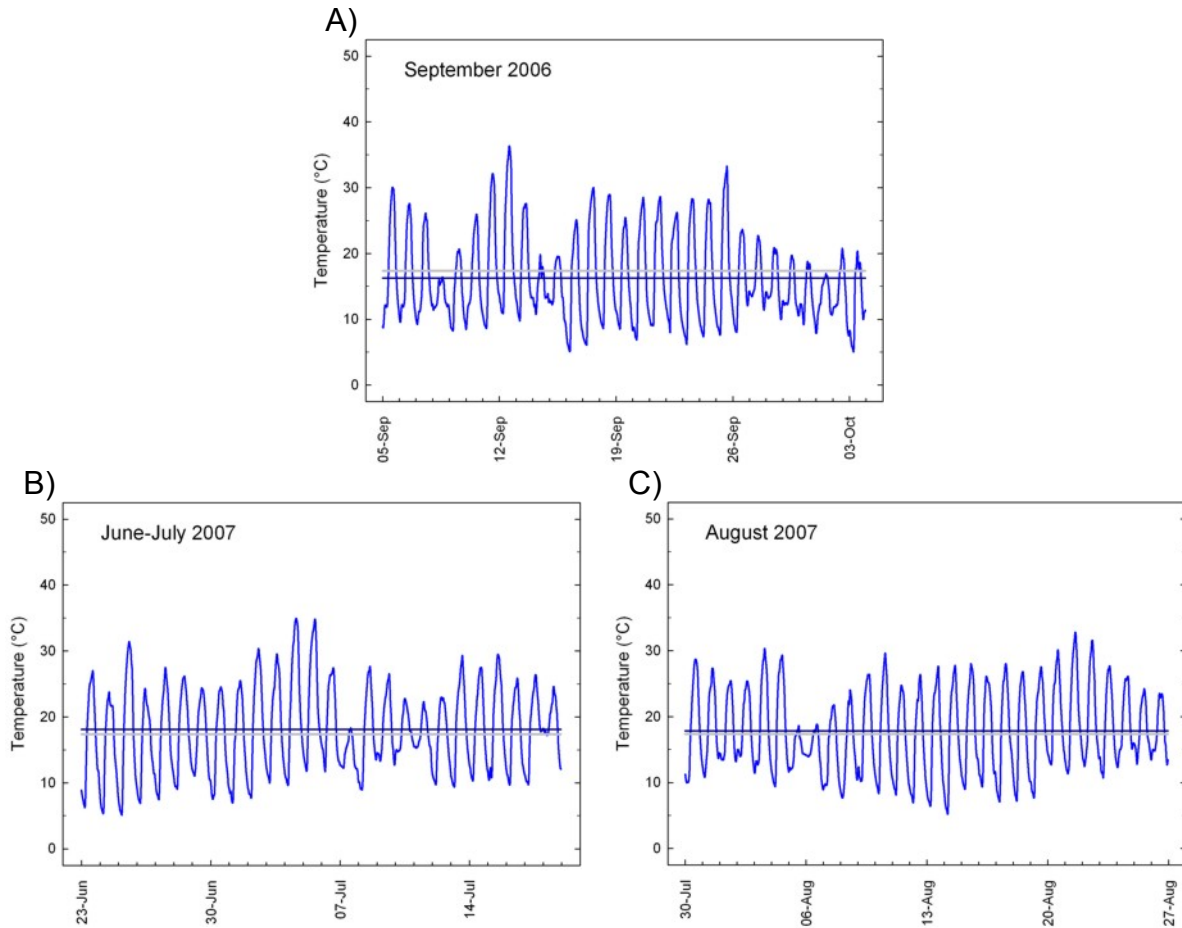 A)
September 2006
Temperature (°C)
50
40
30
20
10
0
05-Sep
12-Sep
19-Sep
26-Sep
03-Oct
B)
June-July 2007
Temperature (°C)
50
40
30
20
10
0
23-Jun
30-Jun
07-Jul
14-Jul
C)
August 2007
Temperature (°C)
50
40
30
20
10
0
30-Jul
06-Aug
13-Aug
20-Aug
27-Aug